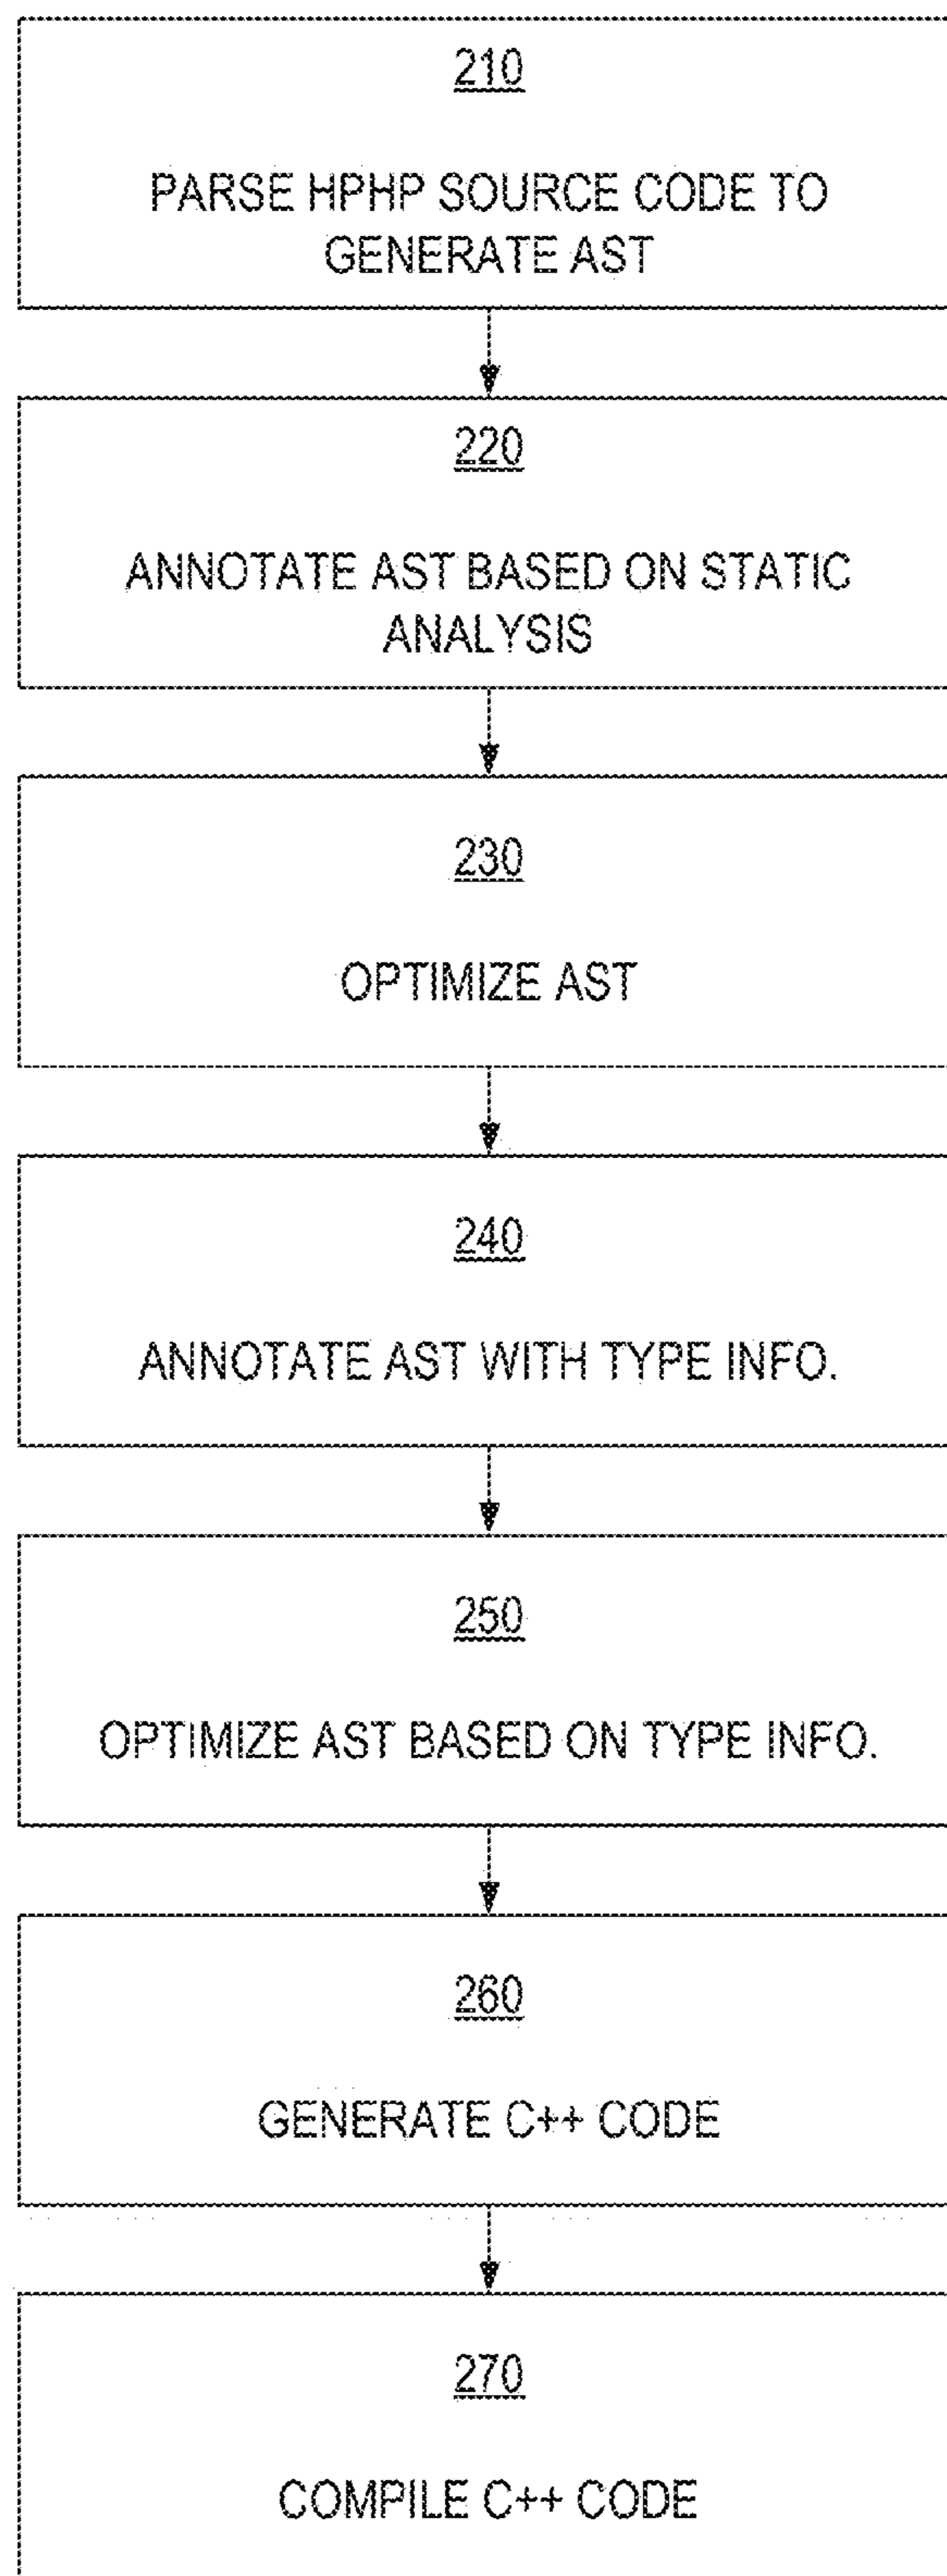 210
PARSE HPHP SOURCE CODE TO
GENERATE AST
220
ANNOTATE AST BASED ON STATIC
ANALYSIS
230
OPTIMIZE AST
240
ANNOTATE AST WITH TYPE INFO.
250
OPTIMIZE AST BASED ON TYPE INFO.
260
GENERATE C++ CODE
270
COMPILE C++ CODE